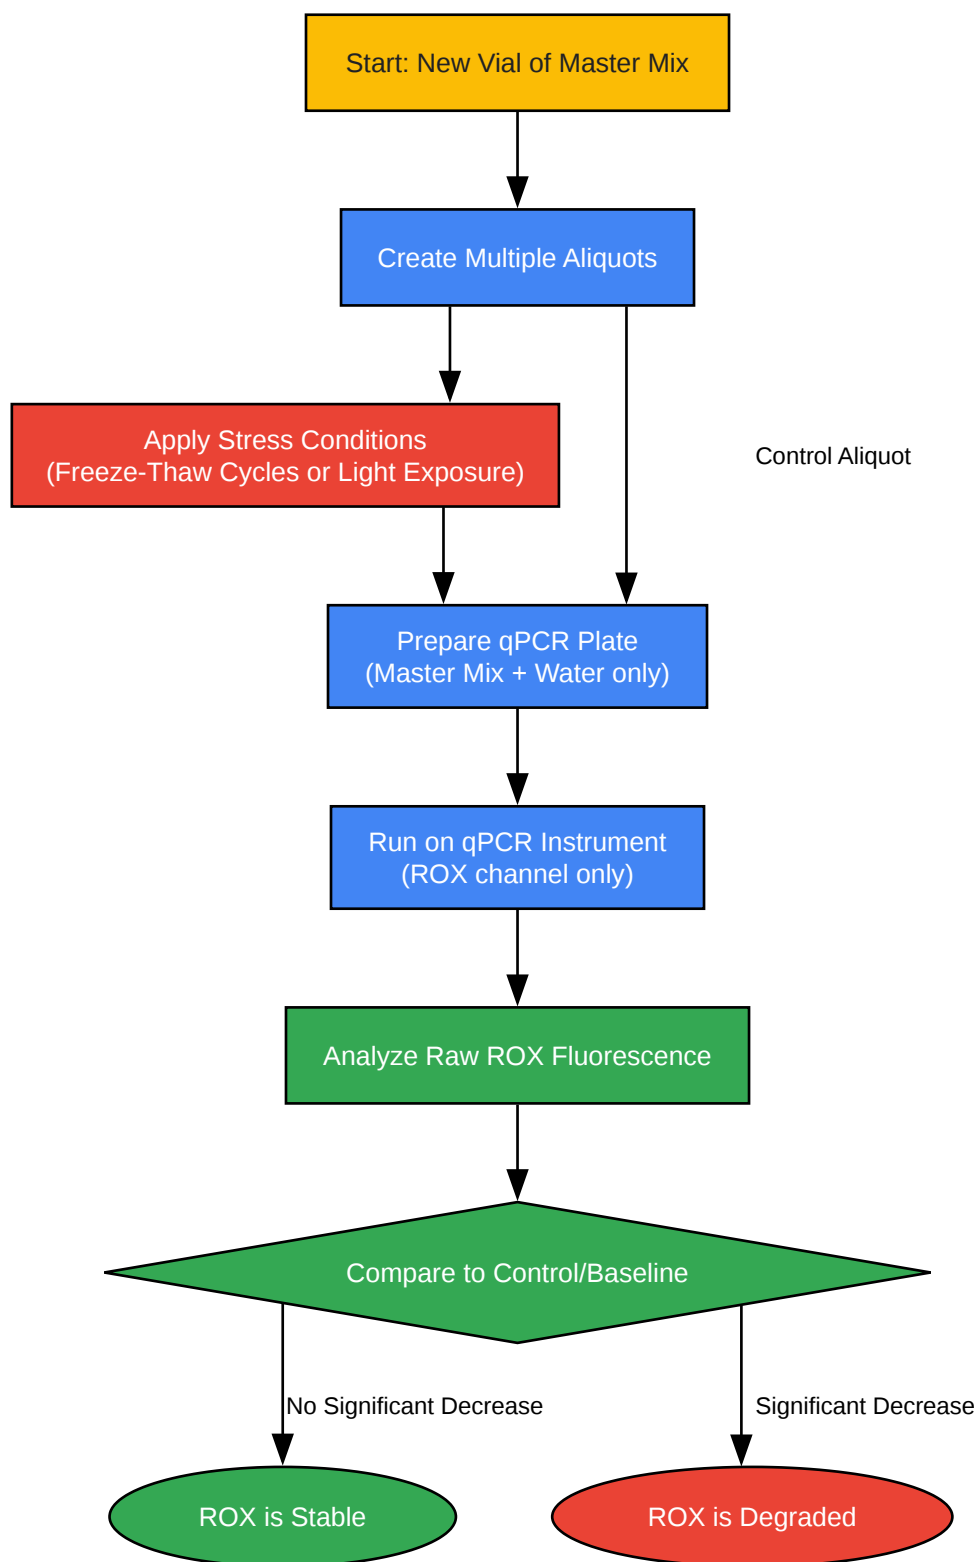 Start: New Vial of Master Mix
Create Multiple Aliquots
Apply Stress Conditions
(Freeze-Thaw Cycles or Light Exposure)
Control Aliquot
Prepare qPCR Plate
(Master Mix + Water only)
Run on qPCR Instrument
(ROX channel only)
Analyze Raw ROX Fluorescence
Compare to Control/Baseline
No Significant Decrease
Significant Decrease
ROX is Stable
ROX is Degraded